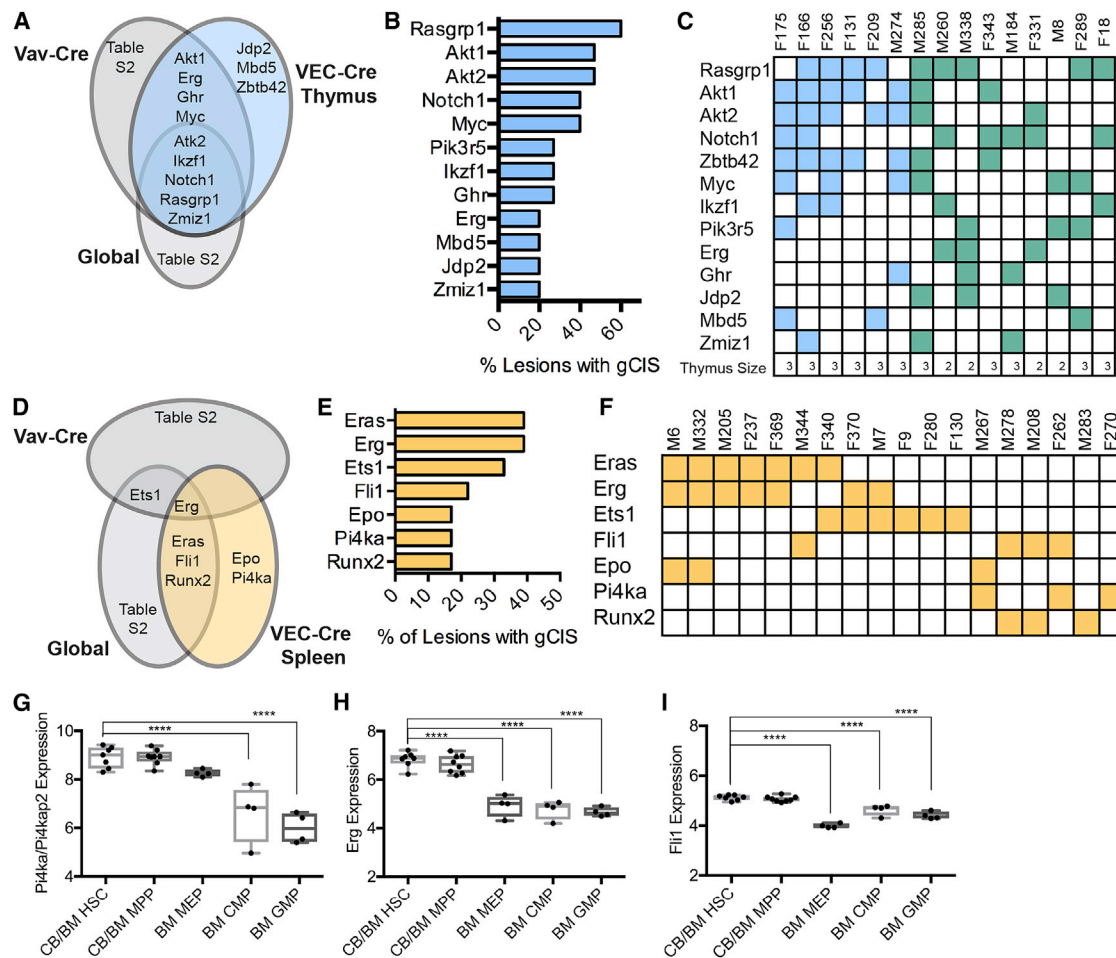 A
Vav-Cre
Table
S2
Akt1
Erg
Ghr
Myc
Atk2
Ikzf1
Notch1
Rasgrp1
Zmiz1
Jdp2
Mbd5
Zbtb42
VEC-Cre
Thymus
Global
Table S2
B
Rasgrp1
Akt1
Akt2
Notch1
Myc
Pik3r5
Ikzf1
Ghr
Erg
Mbd5
Jdp2
Zmiz1
0 20 40 60
% Lesions with gCIS
C
F175 F166 F256 F131 F209 M274 M285 M260 M338 F343 M184 F331 M8 F289 F18
Rasgrp1
Akt1
Akt2
Notch1
Zbtb42
Myc
Ikzf1
Pik3r5
Erg
Ghr
Jdp2
Mbd5
Zmiz1
Thymus Size 3 3 3 3 3 3 3 2 2 3 3 2 2 3 3
D
Table S2
Vav-Cre
Ets1
Erg
Eras
Fli1
Runx2
Epo
Pi4ka
Table
S2
Global
VEC-Cre
Spleen
E
Eras
Erg
Ets1
Fli1
Epo
Pi4ka
Runx2
0 10 20 30 40 50
% of Lesions with gCIS
F
M6 M332 M205 F237 F369 M344 F340 F370 M7 F9 F280 F130 M267 M278 M208 F262 M283 F270
Eras
Erg
Ets1
Fli1
Epo
Pi4ka
Runx2
G
Pi4ka/Pi4kap2 Expression
10
8
6
4
****
****
CB/BM HSC
CB/BM MPP
BM MEP
BM CMP
BM GMP
H
Erg Expression
8
6
4
2
****
****
****
CB/BM HSC
CB/BM MPP
BM MEP
BM CMP
BM GMP
I
Fli1 Expression
8
6
4
2
****
****
****
CB/BM HSC
CB/BM MPP
BM MEP
BM CMP
BM GMP